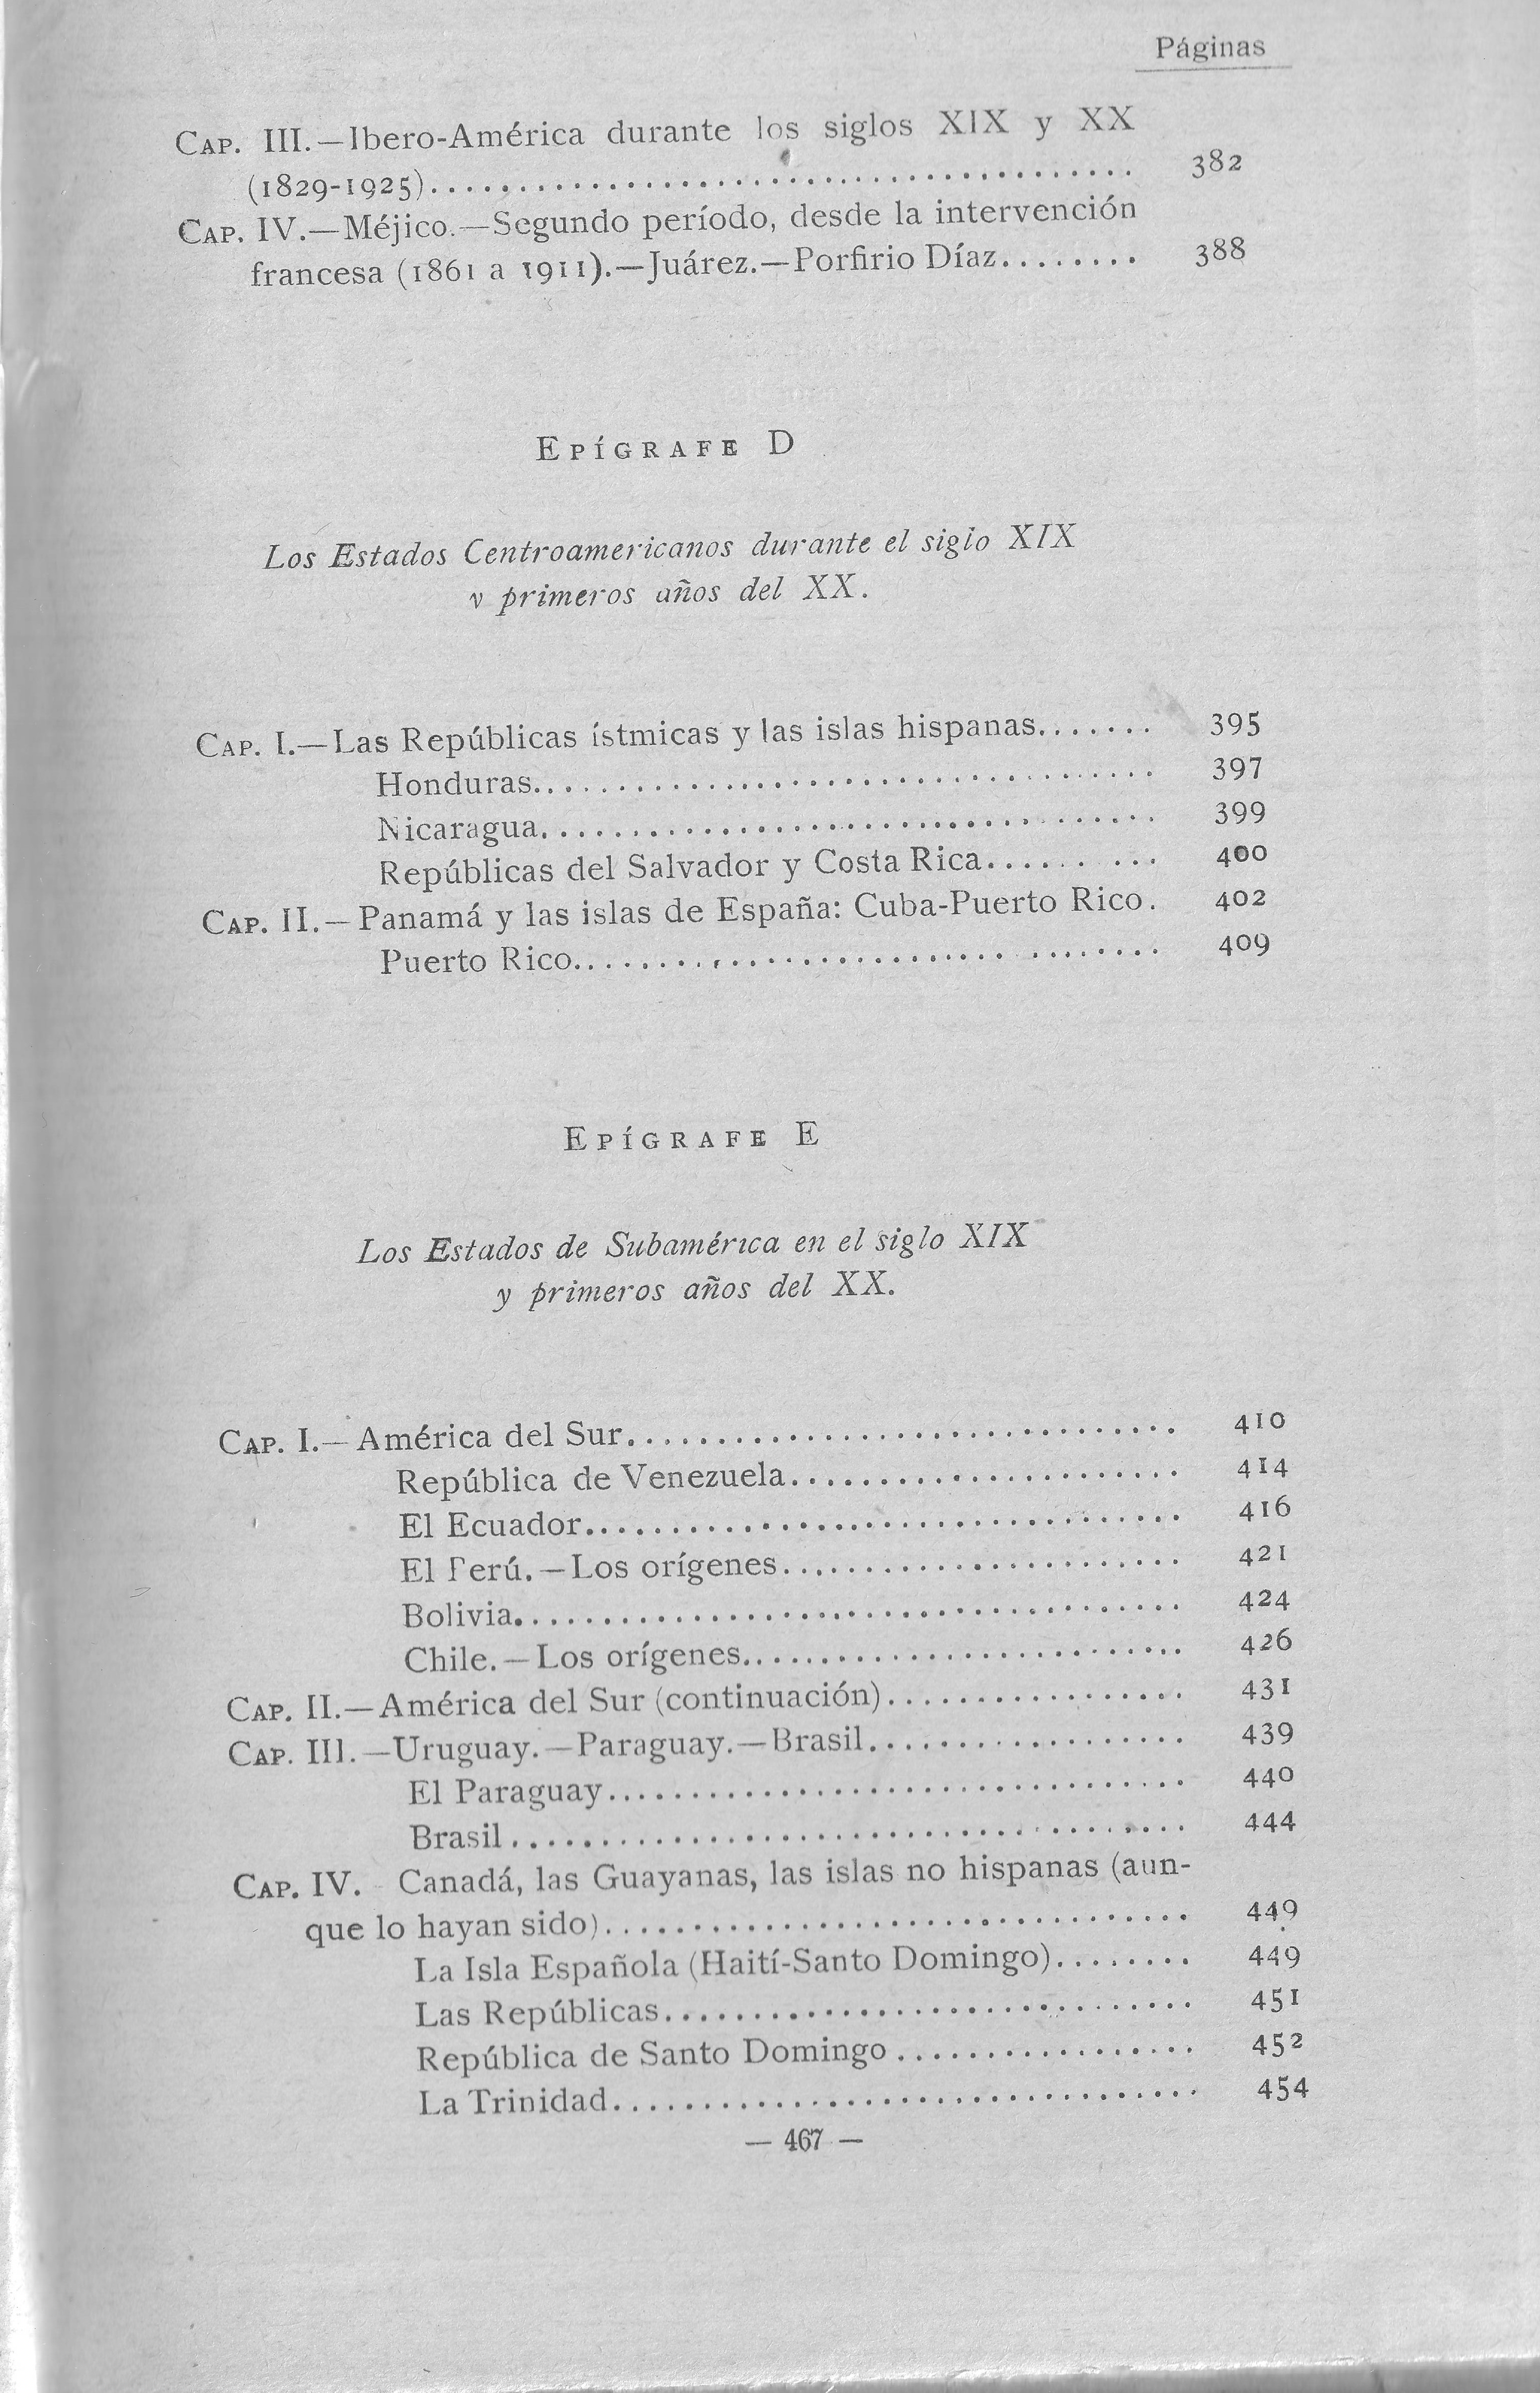 Páginas
CAP. III.—Ibero-América durante los siglos XIX y XX
(1829-1925)........................................ 382
CAP. IV.—Méjico.—Segundo período, desde la intervención
francesa (1861 a 1911).—Juárez.—Porfirio Díaz........ 388
EPÍGRAFE D
Los Estados Centroamericanos durante el siglo XIX
y primeros años del XX.
CAP. I.—Las Repúblicas ístmicas y las islas hispanas....... 395
Honduras.................................... 397
Nicaragua................................... 399
Repúblicas del Salvador y Costa Rica......... 400
CAP. II.—Panamá y las islas de España: Cuba-Puerto Rico. 402
Puerto Rico................................. 409
EPÍGRAFE E
Los Estados de Subamérica en el siglo XIX
y primeros años del XX.
CAP. I.—América del Sur............................... 410
República de Venezuela...................... 414
El Ecuador.................................. 416
El Perú.—Los orígenes....................... 421
Bolivia..................................... 424
Chile.—Los orígenes......................... 426
CAP. II.—América del Sur (continuación)................. 431
CAP. III.—Uruguay.—Paraguay.—Brasil.................. 439
El Paraguay................................. 440
Brasil...................................... 444
CAP. IV. Canadá, las Guayanas, las islas no hispanas (aun-
que lo hayan sido)................................. 449
La Isla Española (Haití-Santo Domingo)........ 449
Las Repúblicas.............................. 451
República de Santo Domingo ................. 452
La Trinidad................................. 454
— 467 —